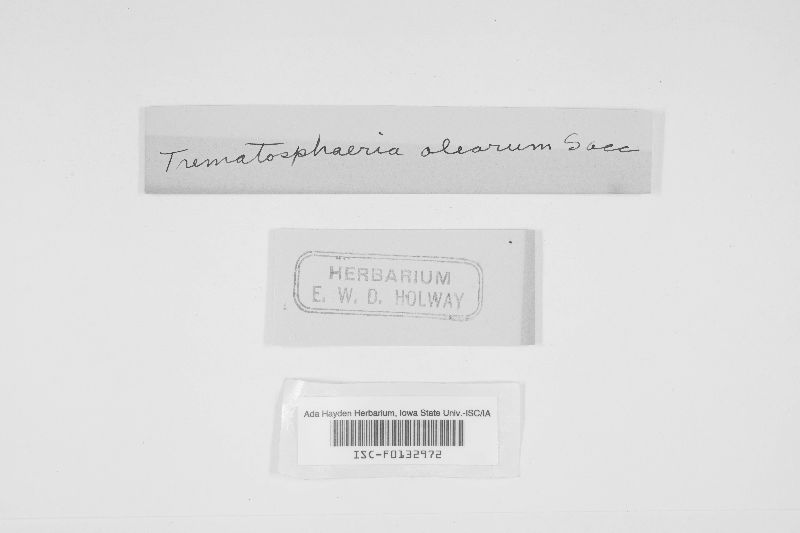 Trematosphaeria olearum Sacc
HERBARIUM
E. W. D. HOLWAY
Ada Hayden Herbarium, Iowa State Univ.-ISC/IA
ISC-F0132972